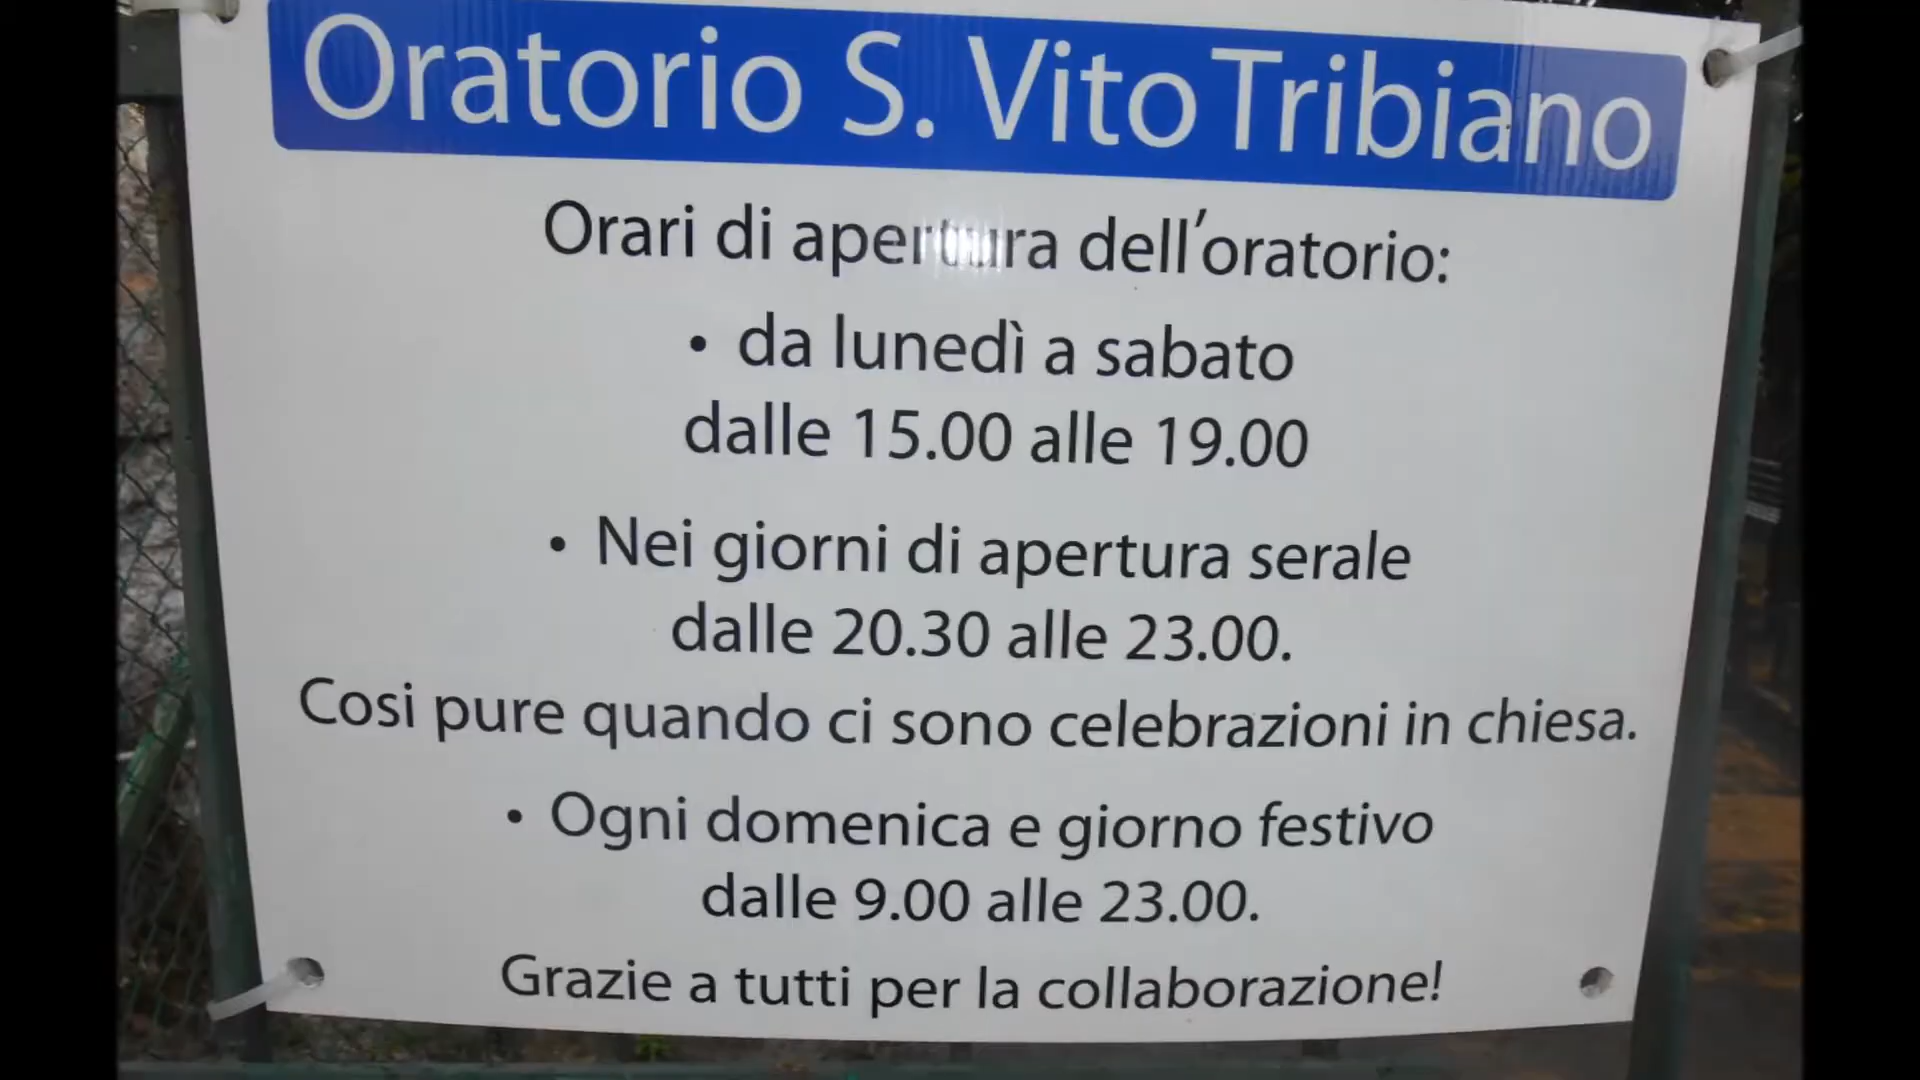 Oratorio S. Vito Tribiano
Orari di apertura dell'oratorio:
• da lunedì a sabato
dalle 15.00 alle 19.00
• Nei giorni di apertura serale
dalle 20.30 alle 23.00.
Cosi pure quando ci sono celebrazioni in chiesa.
• Ogni domenica e giorno festivo
dalle 9.00 alle 23.00.
Grazie a tutti per la collaborazione!